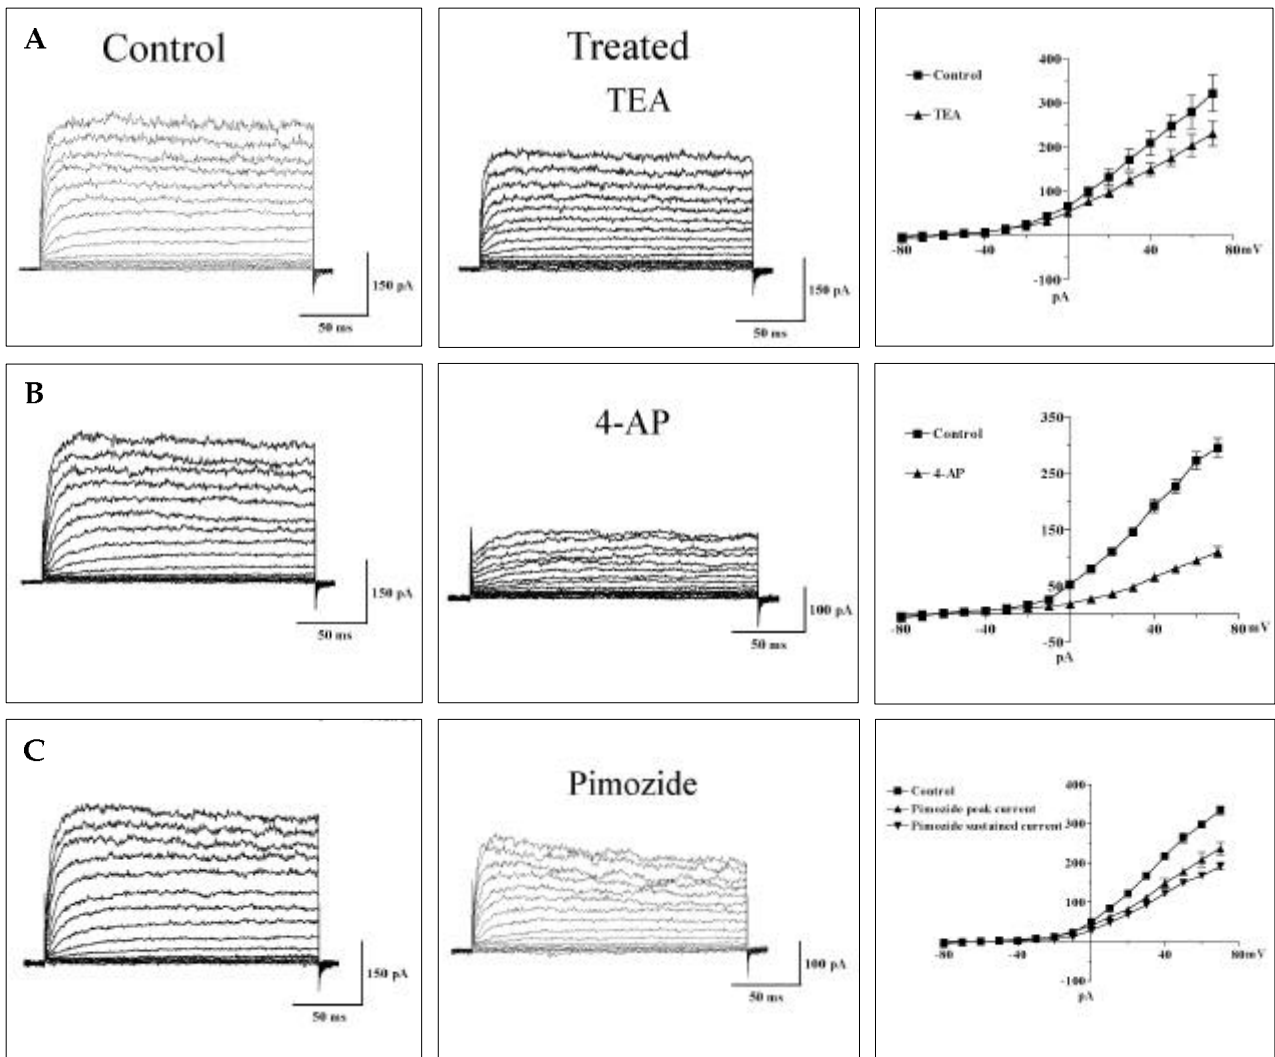 A
Control
150 pA
50 ms
Treated
TEA
150 pA
50 ms
Control
TEA
400
300
200
100
-100
-80
-40
40
80mV
pA
B
150 pA
50 ms
4-AP
100 pA
50 ms
Control
4-AP
350
250
150
50
-50
-80
-40
40
80mV
pA
C
150 pA
50 ms
Pimozide
100 pA
50 ms
Control
Pimozide peak current
Pimozide sustained current
400
300
200
100
-100
-80
-40
40
80mV
pA